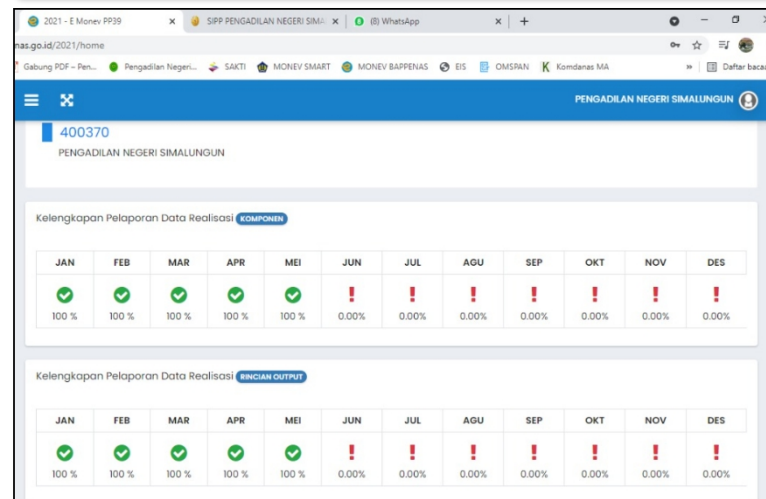 2021 - E Monev PP39 SIPP PENGADILAN NEGERI SIMA (8) WhatsApp
nas.go.id/2021/home
Gabung PDF – Pen... Pengadilan Negeri... SAKTI MONEV SMART MONEV BAPPENAS EIS OMSPAN Komdanas MA » Daftar baca
PENGADILAN NEGERI SIMALUNGUN
400370
PENGADILAN NEGERI SIMALUNGUN
Kelengkapan Pelaporan Data Realisasi KOMPONEN
JAN FEB MAR APR MEI JUN JUL AGU SEP OKT NOV DES
! ! ! ! ! ! !
100 % 100 % 100 % 100 % 100 % 0.00% 0.00% 0.00% 0.00% 0.00% 0.00% 0.00%
Kelengkapan Pelaporan Data Realisasi RINCIAN OUTPUT
JAN FEB MAR APR MEI JUN JUL AGU SEP OKT NOV DES
! ! ! ! ! ! !
100 % 100 % 100 % 100 % 100 % 0.00% 0.00% 0.00% 0.00% 0.00% 0.00% 0.00%